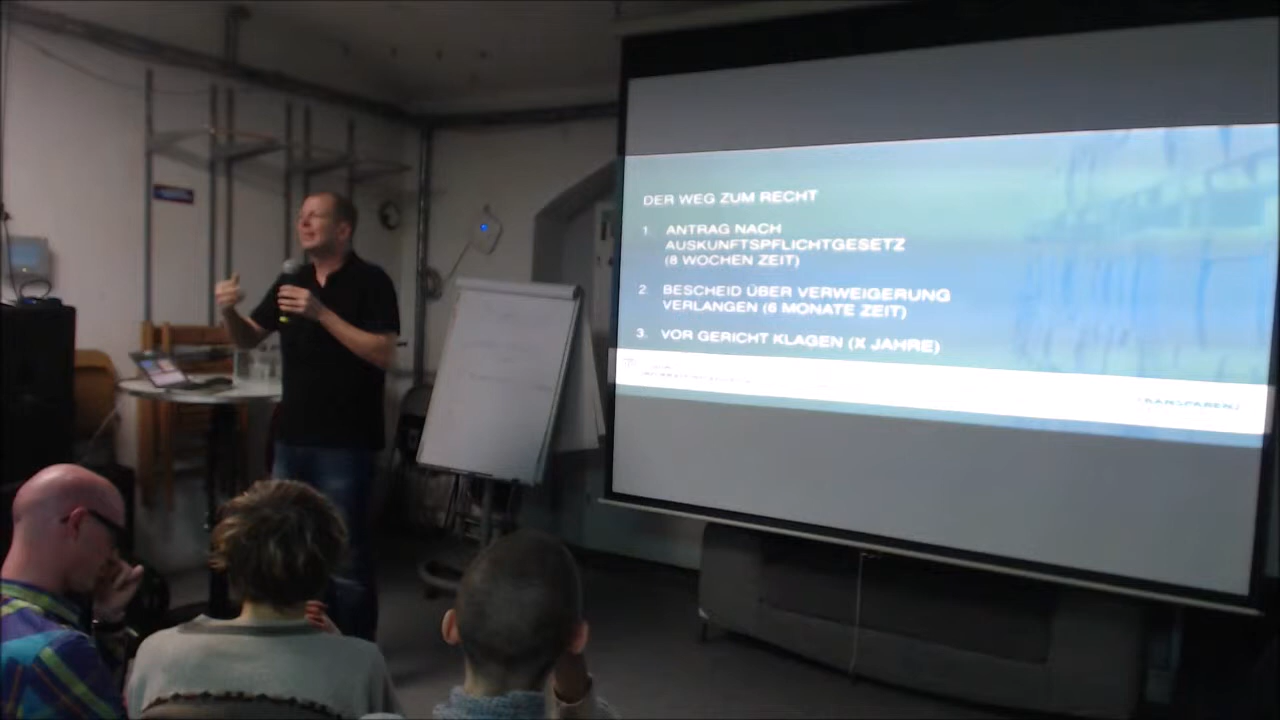 DER WEG ZUM RECHT
1. ANTRAG NACH
AUSKUNFTSPFLICHTGESETZ
(8 WOCHEN ZEIT)
2. BESCHEID ÜBER VERWEIGERUNG
VERLANGEN (6 MONATE ZEIT)
3. VOR GERICHT KLAGEN (X JAHRE)
TRANSPARENZ